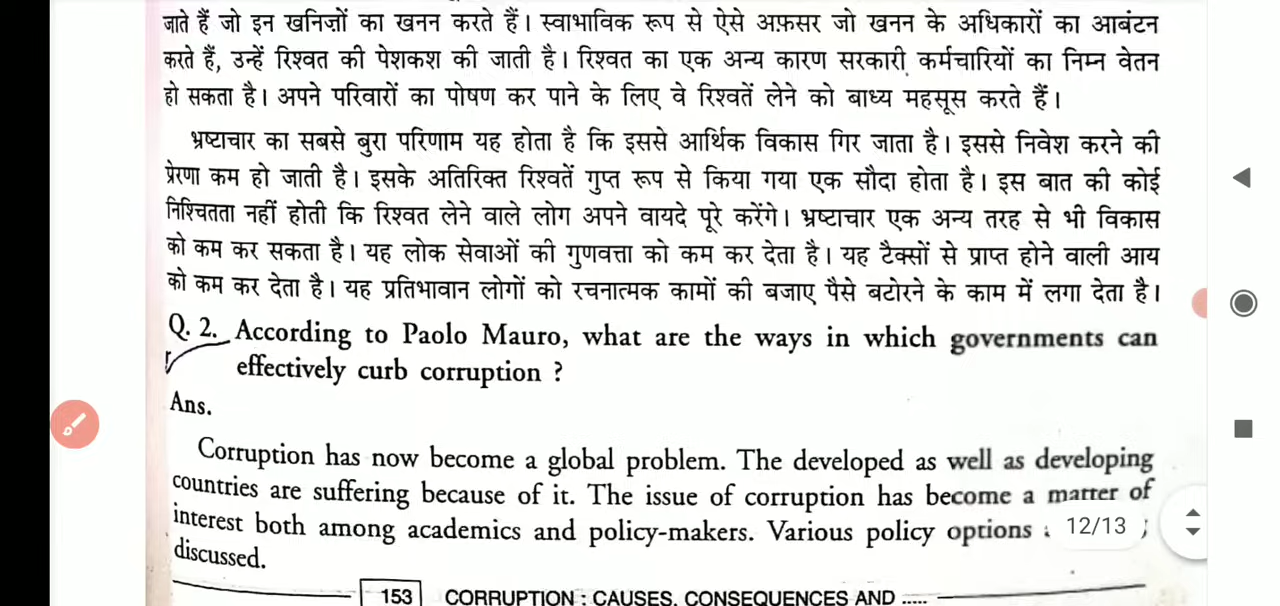 जाते हैं जो इन खनिज़ों का खनन करते हैं। स्वाभाविक रूप से ऐसे अफ़सर जो खनन के अधिकारों का आबंटन
करते हैं, उन्हें रिश्वत की पेशकश की जाती है। रिश्वत का एक अन्य कारण सरकारी कर्मचारियों का निम्न वेतन
हो सकता है। अपने परिवारों का पोषण कर पाने के लिए वे रिश्वतें लेने को बाध्य महसूस करते हैं।
भ्रष्टाचार का सबसे बुरा परिणाम यह होता है कि इससे आर्थिक विकास गिर जाता है। इससे निवेश करने की
प्रेरणा कम हो जाती है। इसके अतिरिक्त रिश्वतें गुप्त रूप से किया गया एक सौदा होता है। इस बात की कोई
निश्चितता नहीं होती कि रिश्वत लेने वाले लोग अपने वायदे पूरे करेंगे। भ्रष्टाचार एक अन्य तरह से भी विकास
को कम कर सकता है। यह लोक सेवाओं की गुणवत्ता को कम कर देता है। यह टैक्सों से प्राप्त होने वाली आय
को कम कर देता है। यह प्रतिभावान लोगों को रचनात्मक कामों की बजाए पैसे बटोरने के काम में लगा देता है।
Q. 2. According to Paolo Mauro, what are the ways in which governments can
effectively curb corruption ?
Ans.
Corruption has now become a global problem. The developed as well as developing
countries are suffering because of it. The issue of corruption has become a matter of
interest both among academics and policy-makers. Various policy options
12/13
discussed.
153 CORRUPTION : CAUSES, CONSEQUENCES AND .....